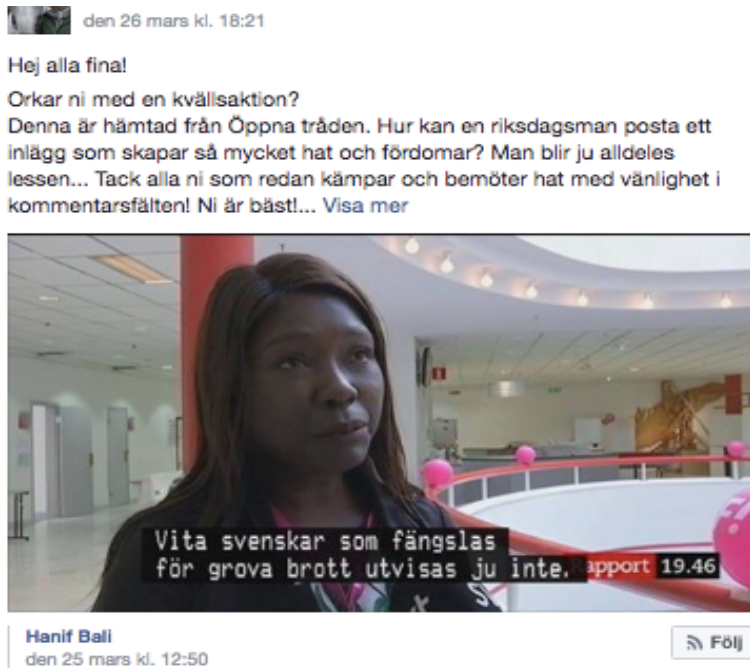 den 26 mars kl. 18:21
Hej alla fina!
Orkar ni med en kvällsaktion?
Denna är hämtad från Öppna tråden. Hur kan en riksdagsman posta ett
inlägg som skapar så mycket hat och fördomar? Man blir ju alldeles
lessen... Tack alla ni som redan kämpar och bemöter hat med vänlighet i
kommentarsfälten! Ni är bäst!... Visa mer
Vita svenskar som fängslas
för grova brott utvisas ju inte.
apport 19.46
Hanif Bali
den 25 mars kl. 12:50
Följ